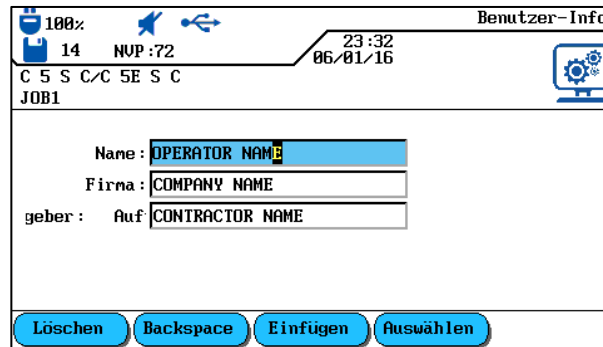 100%
Benutzer-Info
14 NVP:72
23:32
06/01/16
C 5 S C/C 5E S C
JOB1
Name: OPERATOR NAME
Firma: COMPANY NAME
geber: Auf CONTRACTOR NAME
Löschen Backspace Einfügen Auswählen